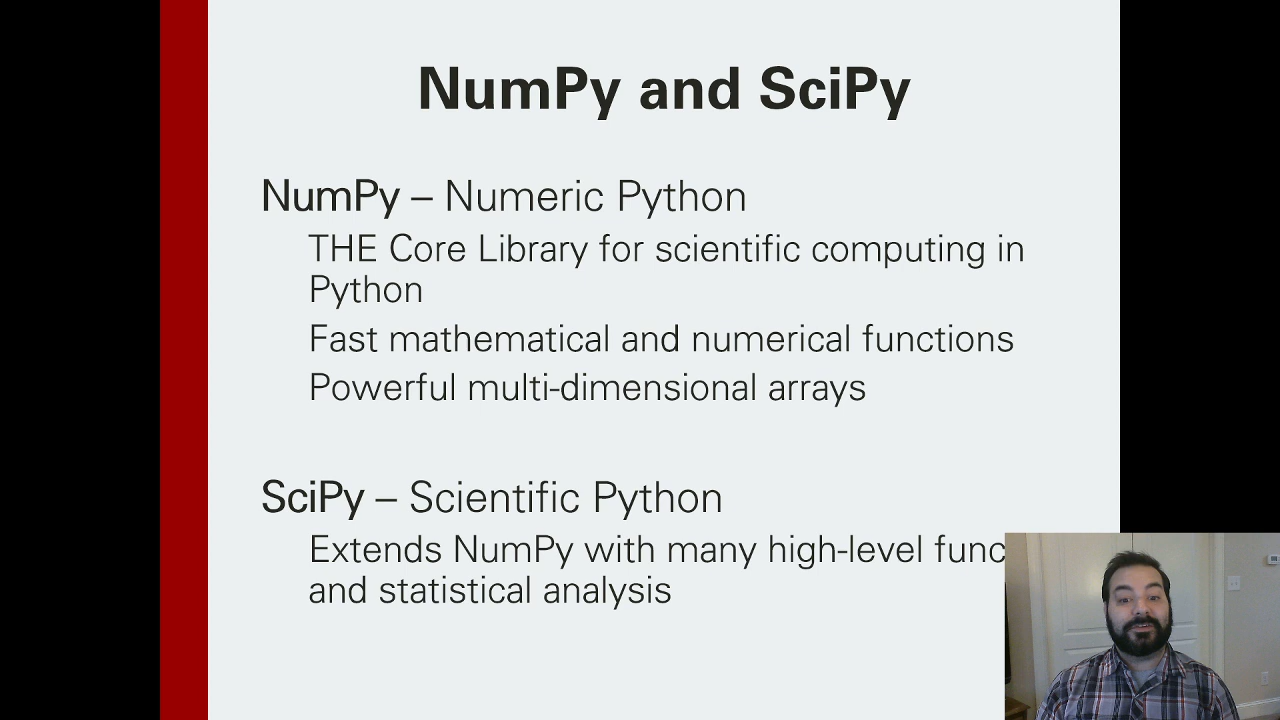 NumPy and SciPy
NumPy – Numeric Python
THE Core Library for scientific computing in
Python
Fast mathematical and numerical functions
Powerful multi-dimensional arrays
SciPy – Scientific Python
Extends NumPy with many high-level func
and statistical analysis